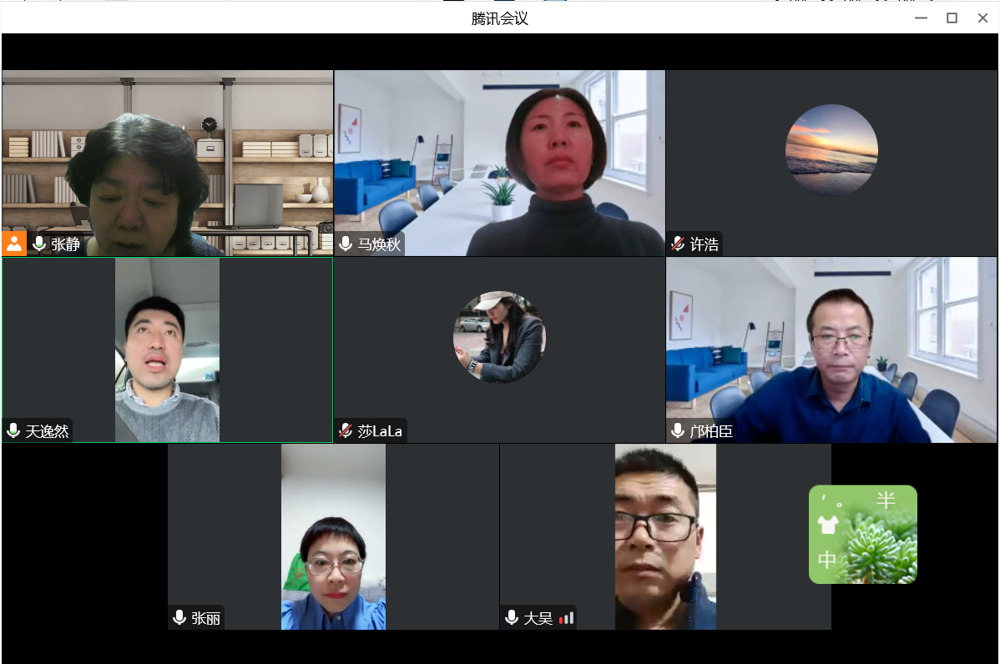 腾讯会议
张静
马焕秋
许浩
天逸然
莎LaLa
邝柏臣
张丽
大吴
’。 半
中